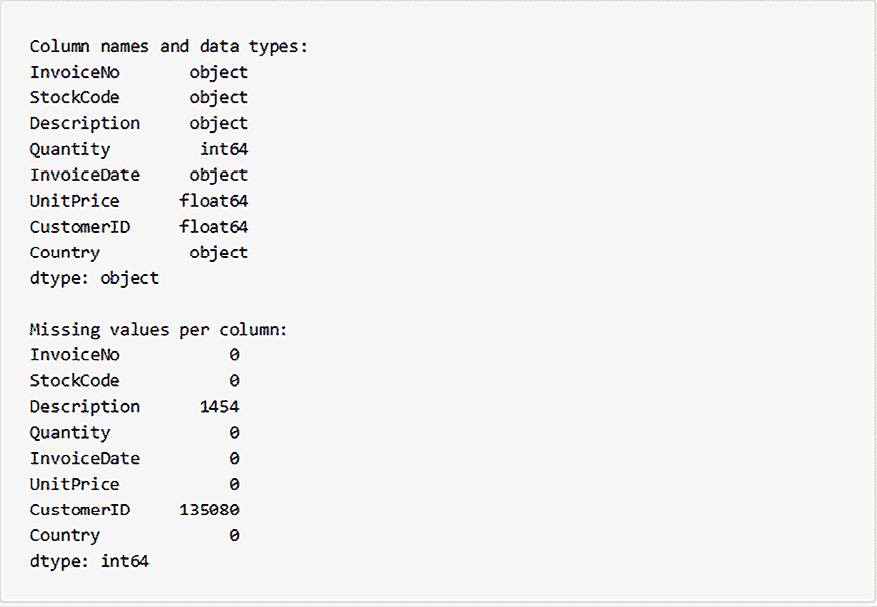 Column names and data types:
InvoiceNo object
StockCode object
Description object
Quantity int64
InvoiceDate object
UnitPrice float64
CustomerID float64
Country object
dtype: object
Missing values per column:
InvoiceNo 0
StockCode 0
Description 1454
Quantity 0
InvoiceDate 0
UnitPrice 0
CustomerID 135080
Country 0
dtype: int64